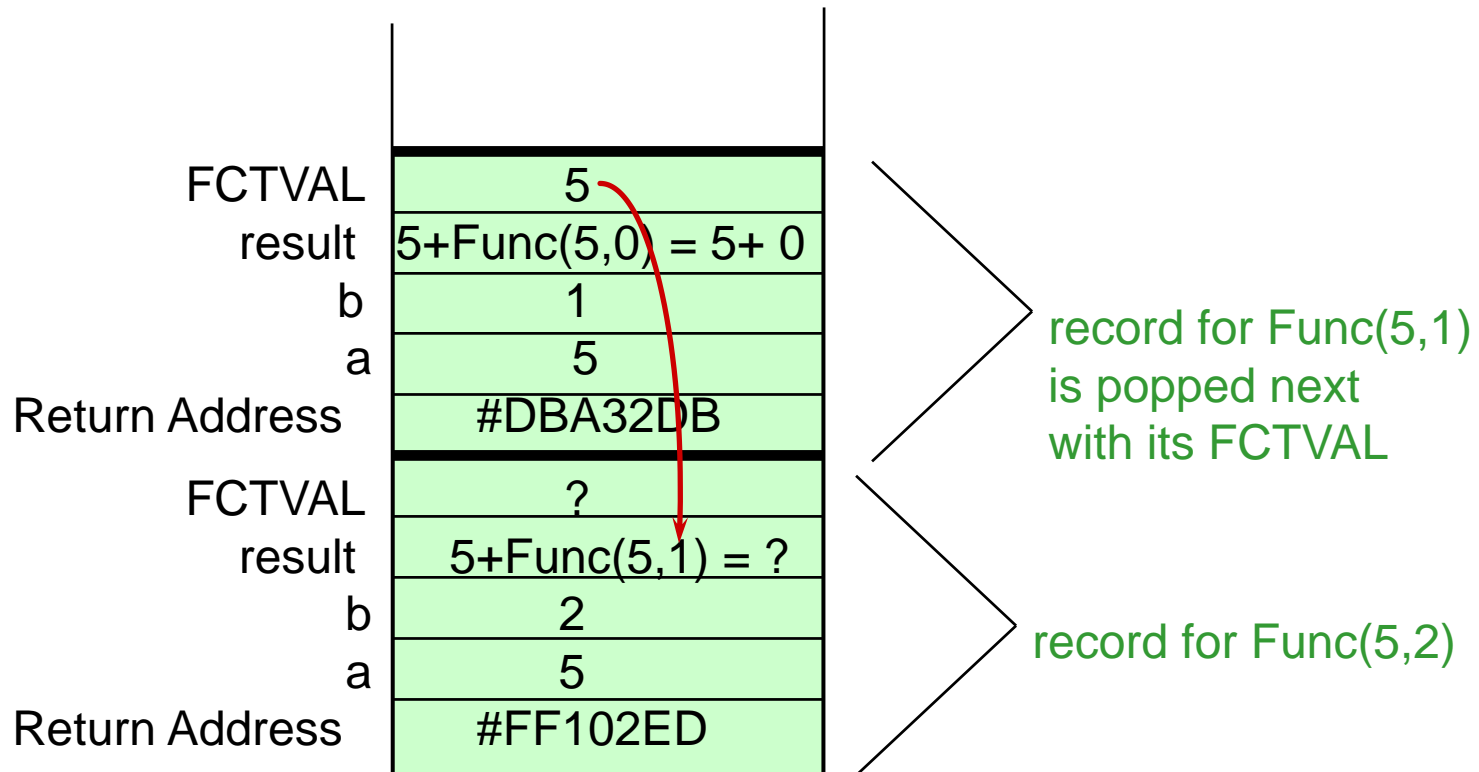 FCTVAL 5
result 5+Func(5,0) = 5+ 0
b 1
a 5
Return Address #DBA32DB
record for Func(5,1)
is popped next
with its FCTVAL
FCTVAL ?
result 5+Func(5,1) = ?
b 2
a 5
Return Address #FF102ED
record for Func(5,2)